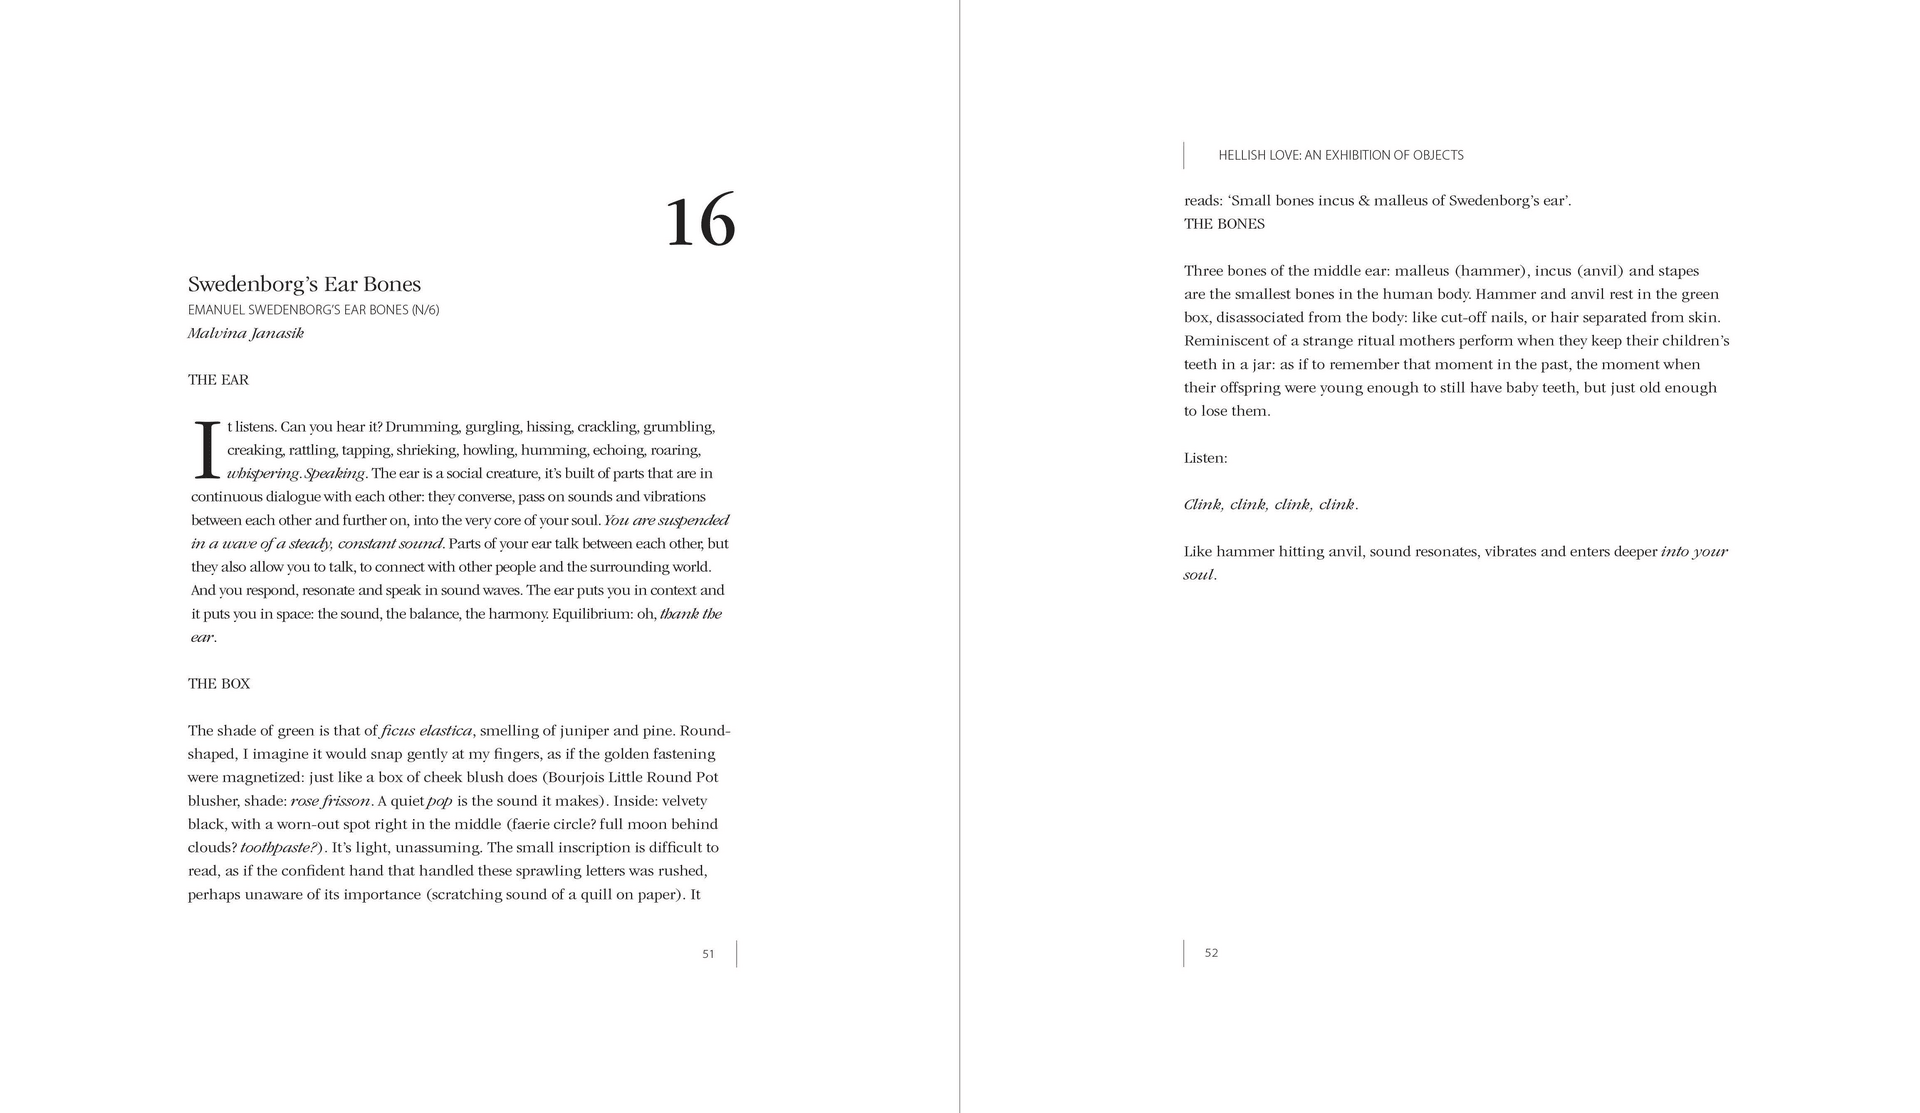 16
Swedenborg’s Ear Bones
EMANUEL SWEDENBORG’S EAR BONES (N/6)
Malvina Janasik
THE EAR
It listens. Can you hear it? Drumming, gurgling, hissing, crackling, grumbling,
creaking, rattling, tapping, shrieking, howling, humming, echoing, roaring,
whispering. Speaking. The ear is a social creature, it’s built of parts that are in
continuous dialogue with each other: they converse, pass on sounds and vibrations
between each other and further on, into the very core of your soul. You are suspended
in a wave of a steady, constant sound. Parts of your ear talk between each other, but
they also allow you to talk, to connect with other people and the surrounding world.
And you respond, resonate and speak in sound waves. The ear puts you in context and
it puts you in space: the sound, the balance, the harmony. Equilibrium: oh, thank the
ear.
THE BOX
The shade of green is that of ficus elastica, smelling of juniper and pine. Round-
shaped, I imagine it would snap gently at my fingers, as if the golden fastening
were magnetized: just like a box of cheek blush does (Bourjois Little Round Pot
blusher, shade: rose frisson. A quiet pop is the sound it makes). Inside: velvety
black, with a worn-out spot right in the middle (faerie circle? full moon behind
clouds? toothpaste?). It’s light, unassuming. The small inscription is difficult to
read, as if the confident hand that handled these sprawling letters was rushed,
perhaps unaware of its importance (scratching sound of a quill on paper). It
51
HELLISH LOVE: AN EXHIBITION OF OBJECTS
reads: ‘Small bones incus & malleus of Swedenborg’s ear’.
THE BONES
Three bones of the middle ear: malleus (hammer), incus (anvil) and stapes
are the smallest bones in the human body. Hammer and anvil rest in the green
box, disassociated from the body: like cut-off nails, or hair separated from skin.
Reminiscent of a strange ritual mothers perform when they keep their children’s
teeth in a jar: as if to remember that moment in the past, the moment when
their offspring were young enough to still have baby teeth, but just old enough
to lose them.
Listen:
Clink, clink, clink, clink.
Like hammer hitting anvil, sound resonates, vibrates and enters deeper into your
soul.
52